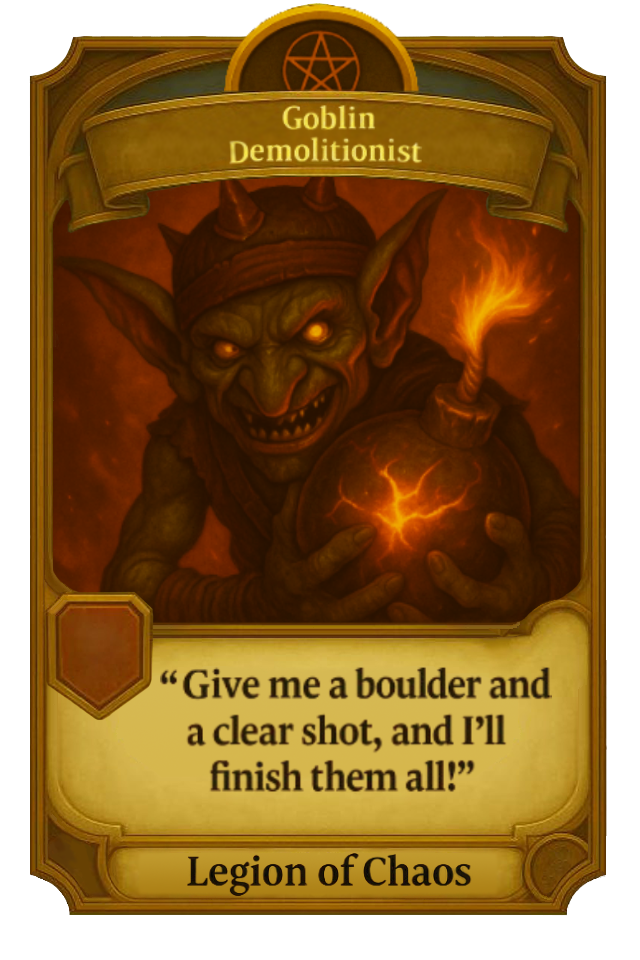 Goblin
Demolitionist
“Give me a boulder and
a clear shot, and I’ll
finish them all!”
Legion of Chaos